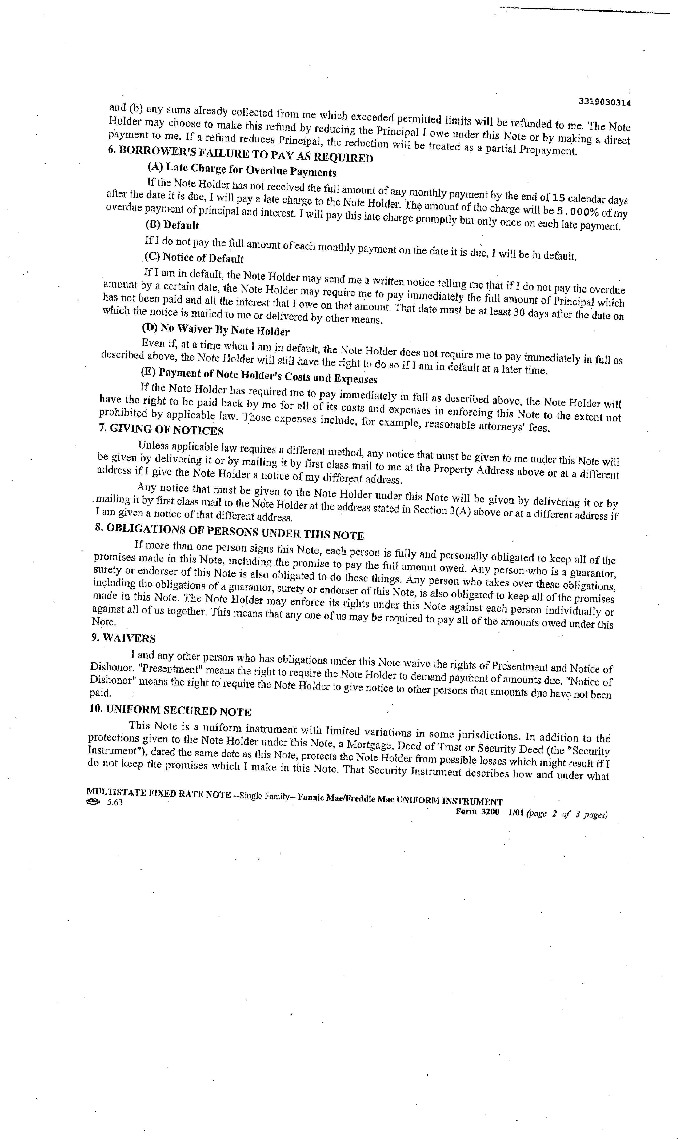 3319030314
and (b) any sums already collected from me which exceeded permitted limits will be refunded to me. The Note
Holder may choose to make this refund by reducing the Principal I owe under this Note or by making a direct
payment to me. If a refund reduces Principal, the reduction will be treated as a partial Prepayment.
6. BORROWER'S FAILURE TO PAY AS REQUIRED
(A) Late Charge for Overdue Payments
If the Note Holder has not received the full amount of any monthly payment by the end of 15 calendar days
after the date it is due, I will pay a late charge to the Note Holder. The amount of the charge will be 5.000% of my
overdue payment of principal and interest. I will pay this late charge promptly but only once on each late payment.
(B) Default
If I do not pay the full amount of each monthly payment on the date it is due, I will be in default.
(C) Notice of Default
If I am in default, the Note Holder may send me a written notice telling me that if I do not pay the overdue
amount by a certain date, the Note Holder may require me to pay immediately the full amount of Principal which
has not been paid and all the interest that I owe on that amount. That date must be at least 30 days after the date on
which the notice is mailed to me or delivered by other means.
(D) No Waiver By Note Holder
Even if, at a time when I am in default, the Note Holder does not require me to pay immediately in full as
described above, the Note Holder will still have the right to do so if I am in default at a later time.
(E) Payment of Note Holder's Costs and Expenses
If the Note Holder has required me to pay immediately in full as described above, the Note Holder will
have the right to be paid back by me for all of its costs and expenses in enforcing this Note to the extent not
prohibited by applicable law. Those expenses include, for example, reasonable attorneys' fees.
7. GIVING OF NOTICES
Unless applicable law requires a different method, any notice that must be given to me under this Note will
be given by delivering it or by mailing it by first class mail to me at the Property Address above or at a different
address if I give the Note Holder a notice of my different address.
Any notice that must be given to the Note Holder under this Note will be given by delivering it or by
mailing it by first class mail to the Note Holder at the address stated in Section 3(A) above or at a different address if
I am given a notice of that different address.
8. OBLIGATIONS OF PERSONS UNDER THIS NOTE
If more than one person signs this Note, each person is fully and personally obligated to keep all of the
promises made in this Note, including the promise to pay the full amount owed. Any person who is a guarantor,
surety or endorser of this Note is also obligated to do these things. Any person who takes over these obligations,
including the obligations of a guarantor, surety or endorser of this Note, is also obligated to keep all of the promises
made in this Note. The Note Holder may enforce its rights under this Note against each person individually or
against all of us together. This means that any one of us may be required to pay all of the amounts owed under this
Note.
9. WAIVERS
I and any other person who has obligations under this Note waive the rights of Presentment and Notice of
Dishonor. "Presentment" means the right to require the Note Holder to demand payment of amounts due. "Notice of
Dishonor" means the right to require the Note Holder to give notice to other persons that amounts due have not been
paid.
10. UNIFORM SECURED NOTE
This Note is a uniform instrument with limited variations in some jurisdictions. In addition to the
protections given to the Note Holder under this Note, a Mortgage, Deed of Trust or Security Deed (the "Security
Instrument"), dated the same date as this Note, protects the Note Holder from possible losses which might result if I
do not keep the promises which I make in this Note. That Security Instrument describes how and under what
MULTISTATE FIXED RATE NOTE --Single Family-- Fannie Mae/Freddie Mac UNIFORM INSTRUMENT
5.63
Form 3200 1/01 (page 2 of 3 pages)